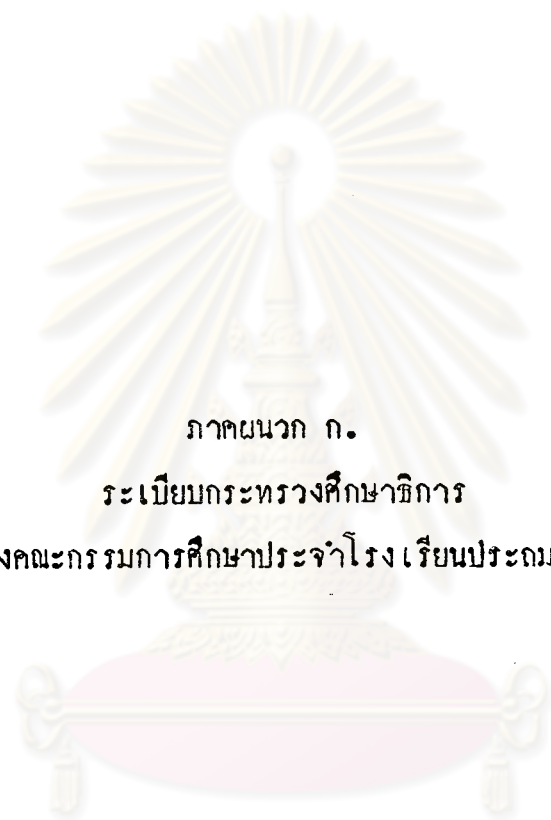 ภาคผนวก ก.
ระเบียบกระทรวงศึกษาธิการ
งคณะกรรมการศึกษาประจำโรงเรียนประถม